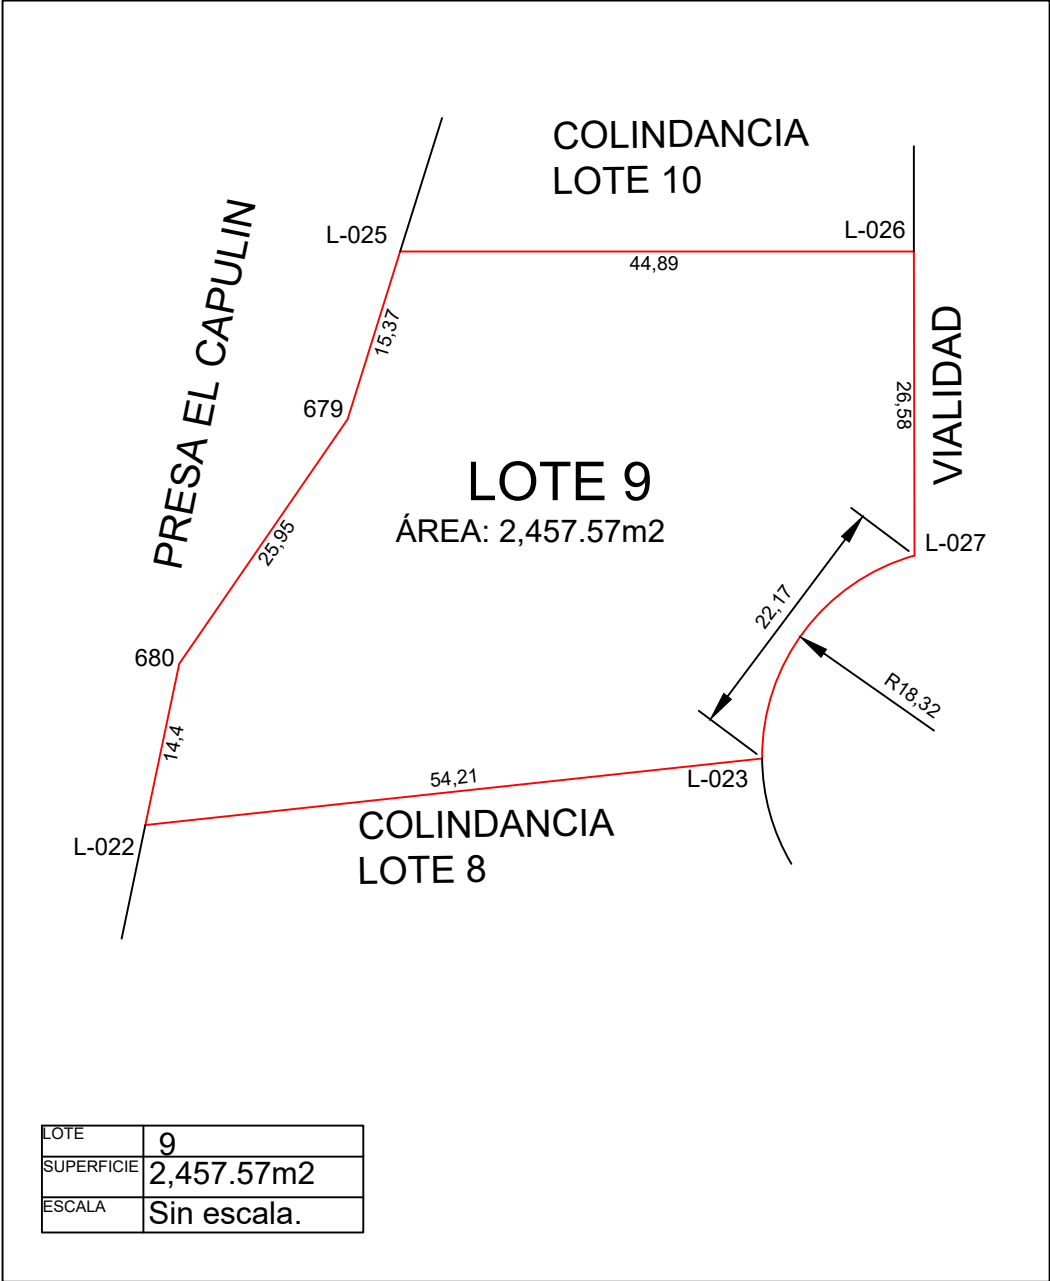 COLINDANCIA
LOTE 10
L-025
L-026
44,89
PRESA EL CAPULIN
15,37
679
26,58
VIALIDAD
LOTE 9
ÁREA: 2,457.57m2
25,95
L-027
22,17
680
R18,32
14,4
54,21
L-023
COLINDANCIA
LOTE 8
L-022
LOTE 9
SUPERFICIE 2,457.57m2
ESCALA Sin escala.